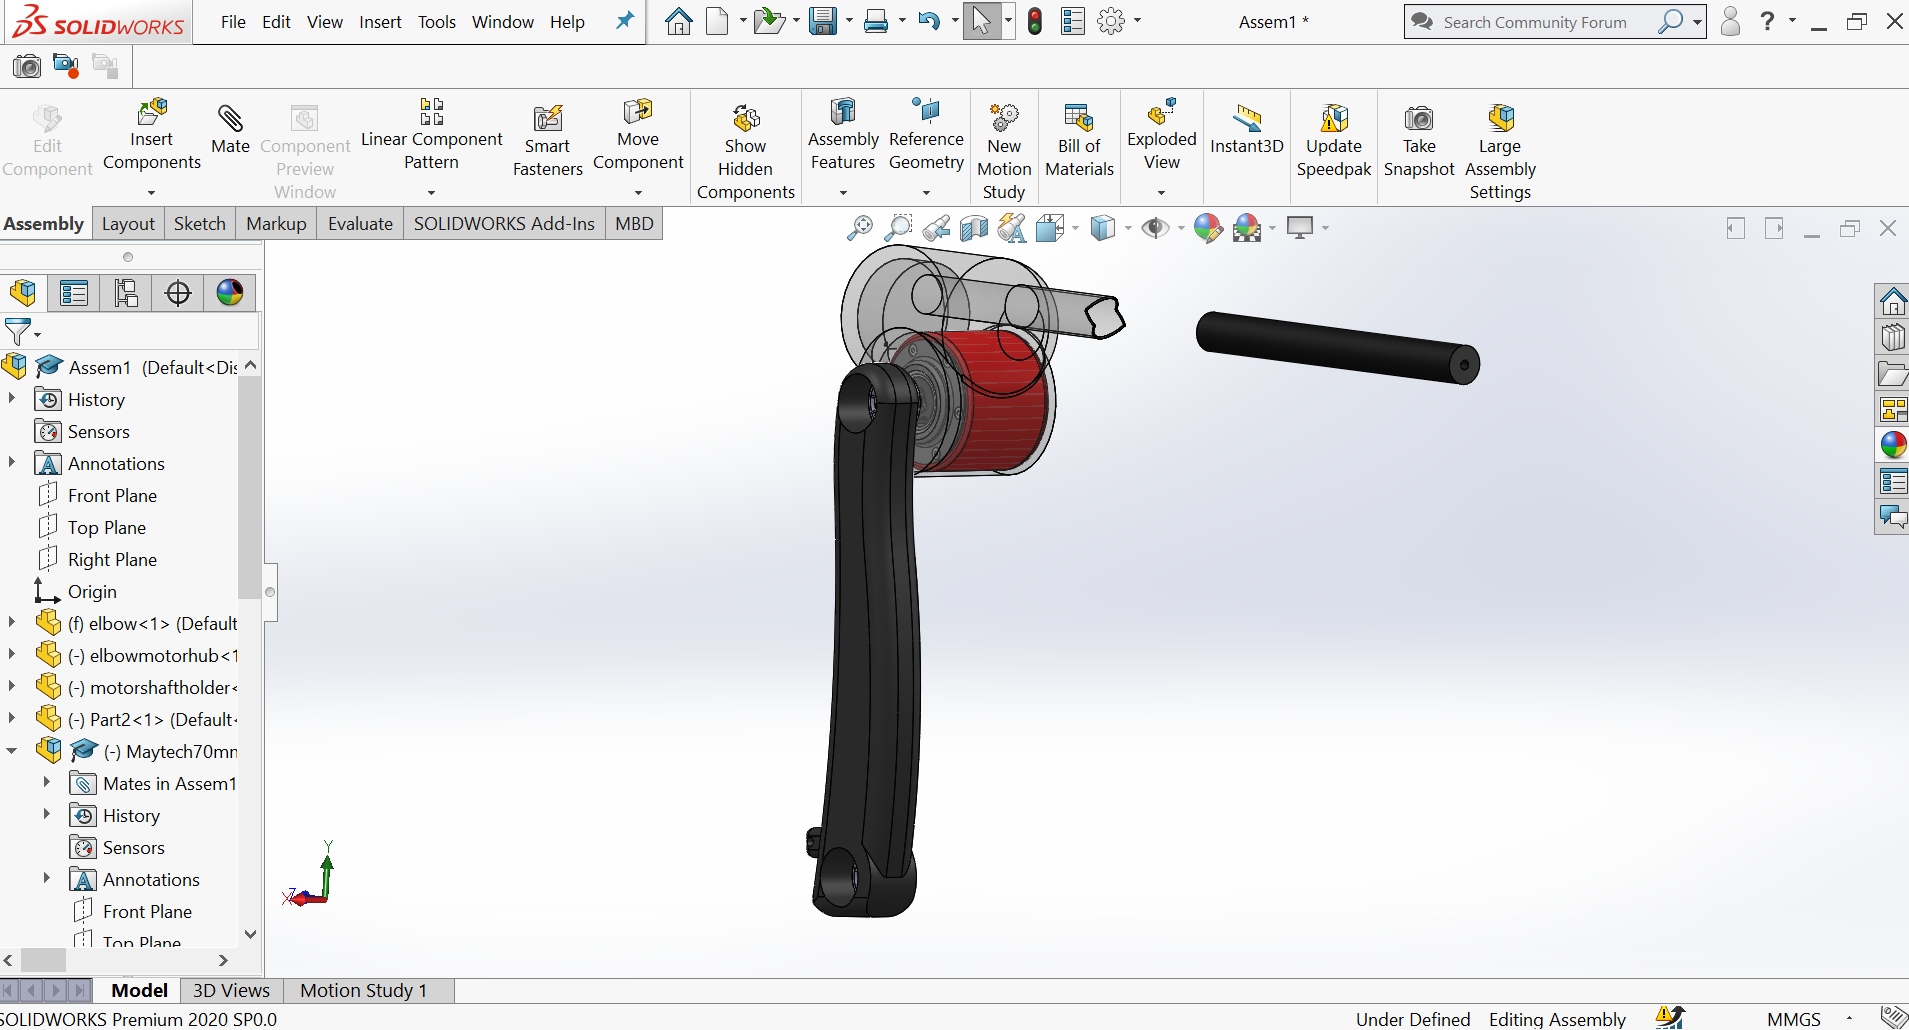 SOLIDWORKS File Edit View Insert Tools Window Help Assem1 * Search Community Forum ?
Edit Component
Insert Components
Mate
Component Preview Window
Linear Component Pattern
Smart Fasteners
Move Component
Show Hidden Components
Assembly Features
Reference Geometry
New Motion Study
Bill of Materials
Exploded View
Instant3D
Update Speedpak
Take Snapshot
Large Assembly Settings
Assembly Layout Sketch Markup Evaluate SOLIDWORKS Add-Ins MBD
Assem1 (Default<Dis
History
Sensors
Annotations
Front Plane
Top Plane
Right Plane
Origin
(f) elbow<1> (Default
(-) elbowmotorhub<1
(-) motorshaftholder<
(-) Part2<1> (Default<
(-) Maytech70mm
Mates in Assem1
History
Sensors
Annotations
Front Plane
Top Plane
Y
X Z
Model 3D Views Motion Study 1
SOLIDWORKS Premium 2020 SP0.0 Under Defined Editing Assembly MMGS